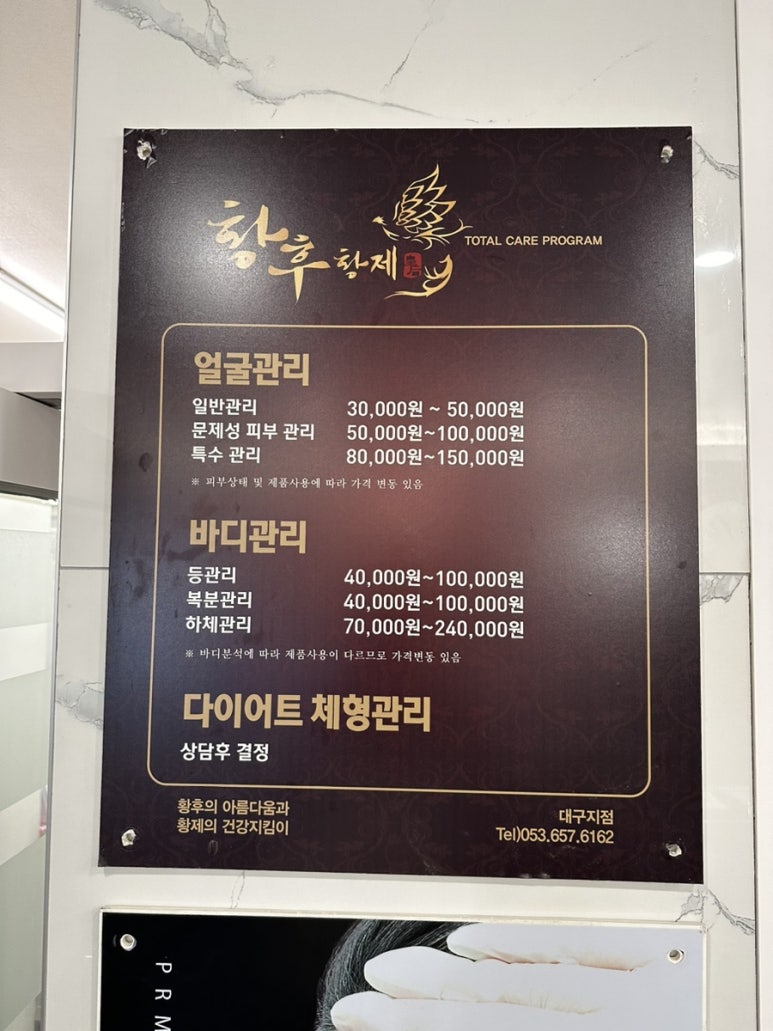 황후 황제
TOTAL CARE PROGRAM
얼굴관리
일반관리 30,000원 ~ 50,000원
문제성 피부 관리 50,000원~100,000원
특수 관리 80,000원~150,000원
※ 피부상태 및 제품사용에 따라 가격 변동 있음
바디관리
등관리 40,000원~100,000원
복분관리 40,000원~100,000원
하체관리 70,000원~240,000원
※ 바디분석에 따라 제품사용이 다르므로 가격변동 있음
다이어트 체형관리
상담후 결정
황후의 아름다움과
황제의 건강지킴이
대구지점
Tel)053.657.6162
P R M